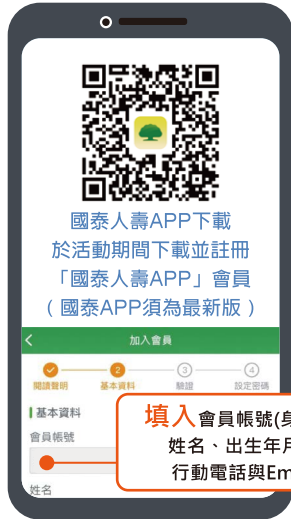 國泰人壽APP下載
於活動期間下載並註冊
「國泰人壽APP」會員
（國泰APP須為最新版）
加入會員
1 2 3 4
閱讀聲明 基本資料 驗證 設定密碼
基本資料
會員帳號
填入會員帳號(身
姓名、出生年月
行動電話與Em
姓名